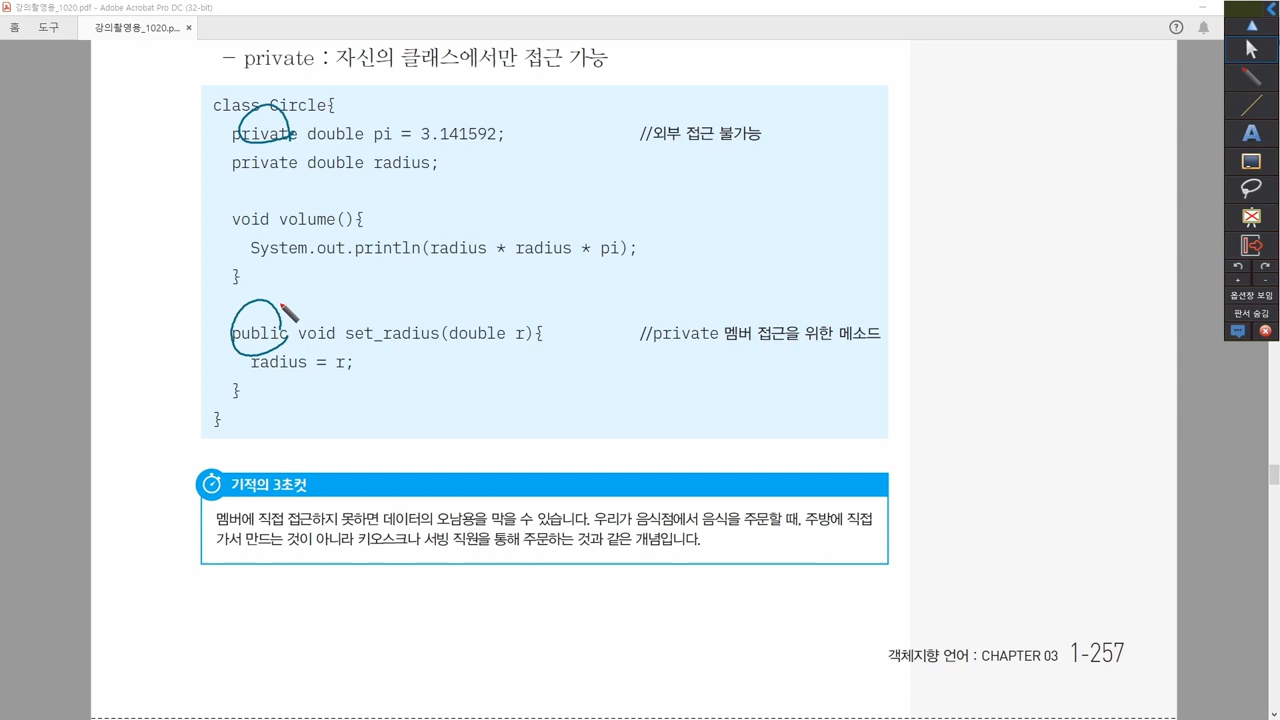 강의촬영용_1020.pdf - Adobe Acrobat Pro DC (32-bit)
홈 도구 강의촬영용_1020.p... ×
– private : 자신의 클래스에서만 접근 가능
class Circle{
private double pi = 3.141592; //외부 접근 불가능
private double radius;
void volume(){
System.out.println(radius * radius * pi);
}
public void set_radius(double r){ //private 멤버 접근을 위한 메소드
radius = r;
}
}
기적의 3초컷
멤버에 직접 접근하지 못하면 데이터의 오남용을 막을 수 있습니다. 우리가 음식점에서 음식을 주문할 때, 주방에 직접
가서 만드는 것이 아니라 키오스크나 서빙 직원을 통해 주문하는 것과 같은 개념입니다.
객체지향 언어 : CHAPTER 03 1-257
A
옵션장 보임
판서 숨김